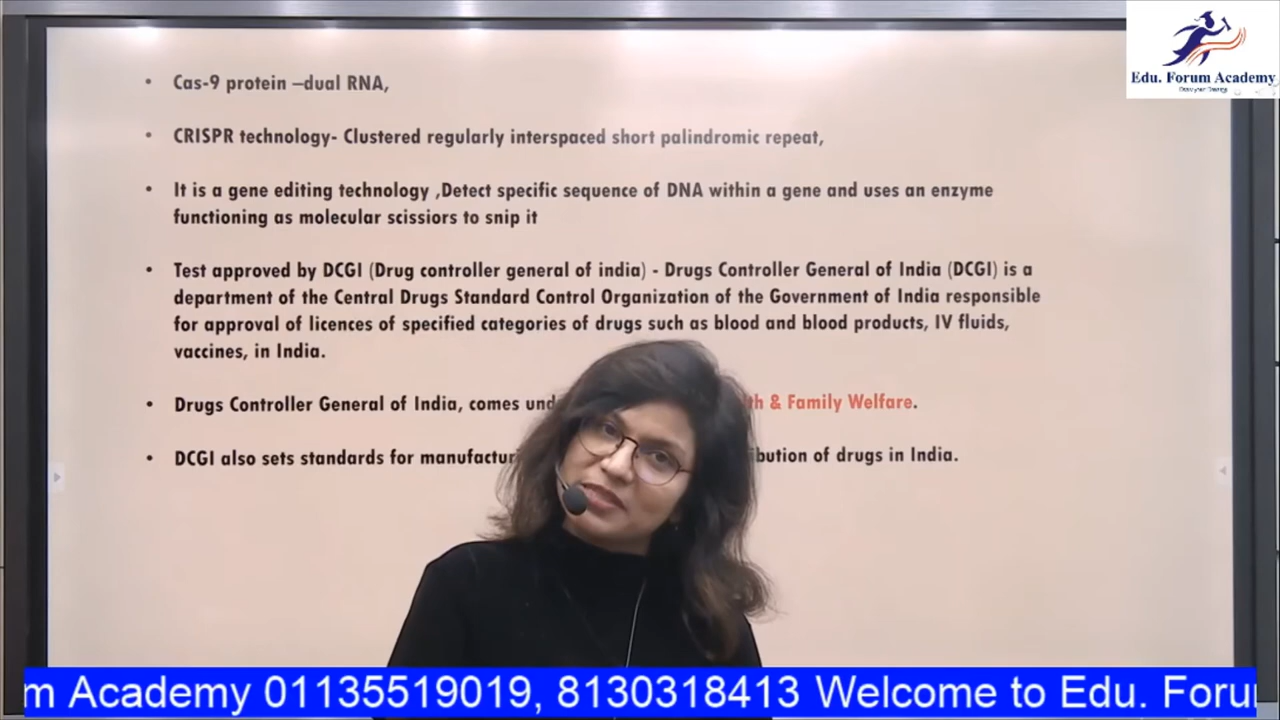 Edu. Forum Academy
• Cas-9 protein –dual RNA,
• CRISPR technology- Clustered regularly interspaced short palindromic repeat,
• It is a gene editing technology ,Detect specific sequence of DNA within a gene and uses an enzyme
functioning as molecular scissiors to snip it
• Test approved by DCGI (Drug controller general of india) - Drugs Controller General of India (DCGI) is a
department of the Central Drugs Standard Control Organization of the Government of India responsible
for approval of licences of specified categories of drugs such as blood and blood products, IV fluids,
vaccines, in India.
• Drugs Controller General of India, comes & Family Welfare.
• DCGI also sets standards for of drugs in India.
m Academy 01135519019, 8130318413 Welcome to Edu. Foru